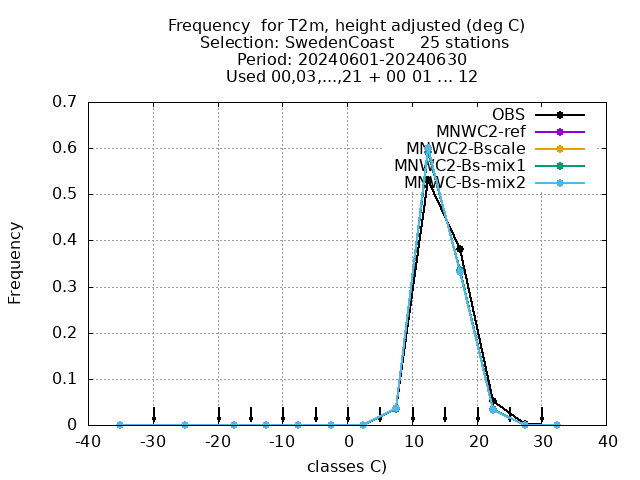 Frequency  for T2m, height adjusted (deg C)
Selection: SwedenCoast     25 stations
Period: 20240601-20240630
Used 00,03,...,21 + 00 01 ... 12
0.7
0.6
0.5
0.4
0.3
0.2
0.1
0
Frequency
OBS
MNWC2-ref
MNWC2-Bscale
MNWC2-Bs-mix1
MNWC-Bs-mix2
-40 -30 -20 -10 0 10 20 30 40
classes C)